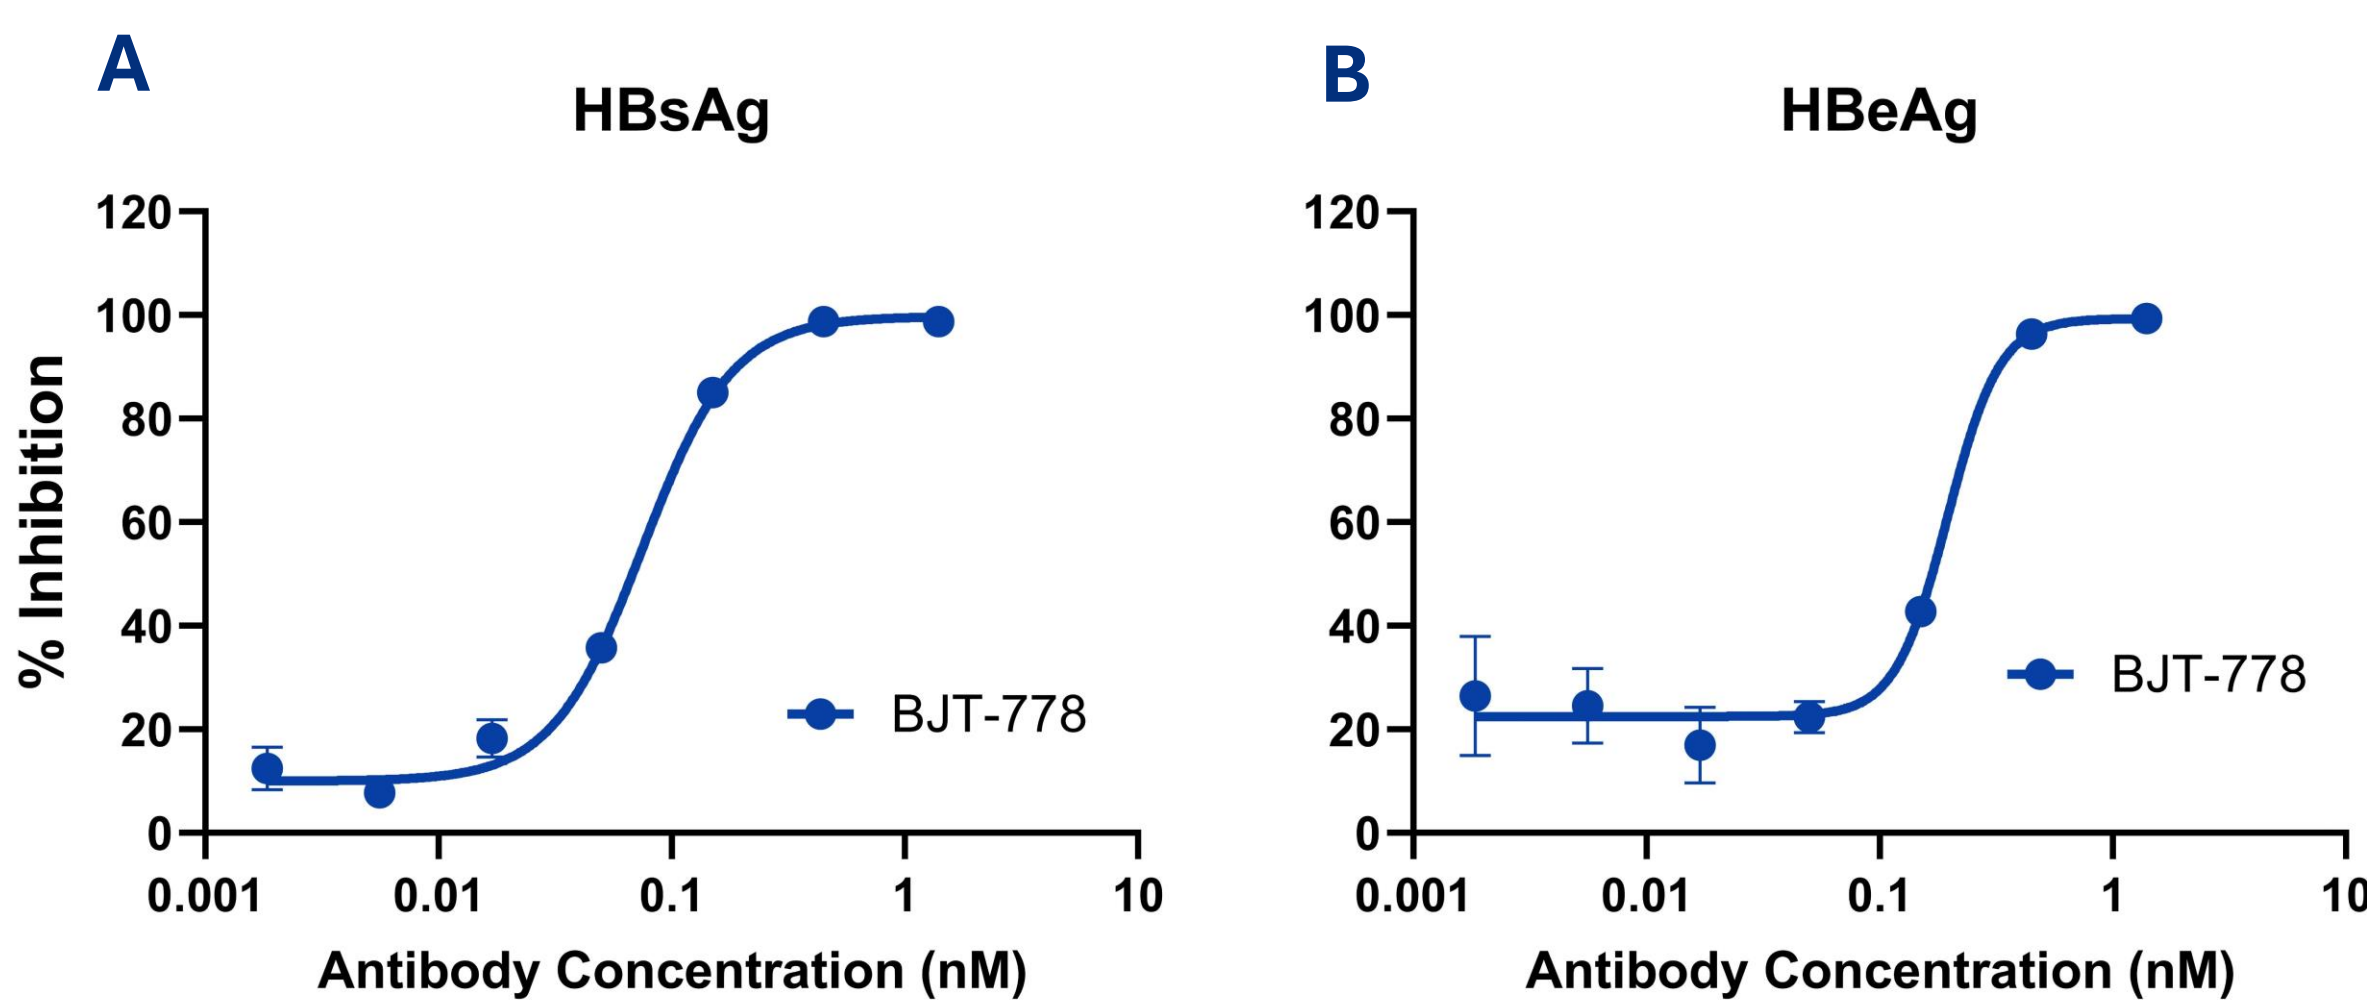 A
HBsAg
% Inhibition
120
100
80
60
40
20
0
0.001 0.01 0.1 1 10
Antibody Concentration (nM)
BJT-778
B
HBeAg
120
100
80
60
40
20
0
0.001 0.01 0.1 1 10
Antibody Concentration (nM)
BJT-778